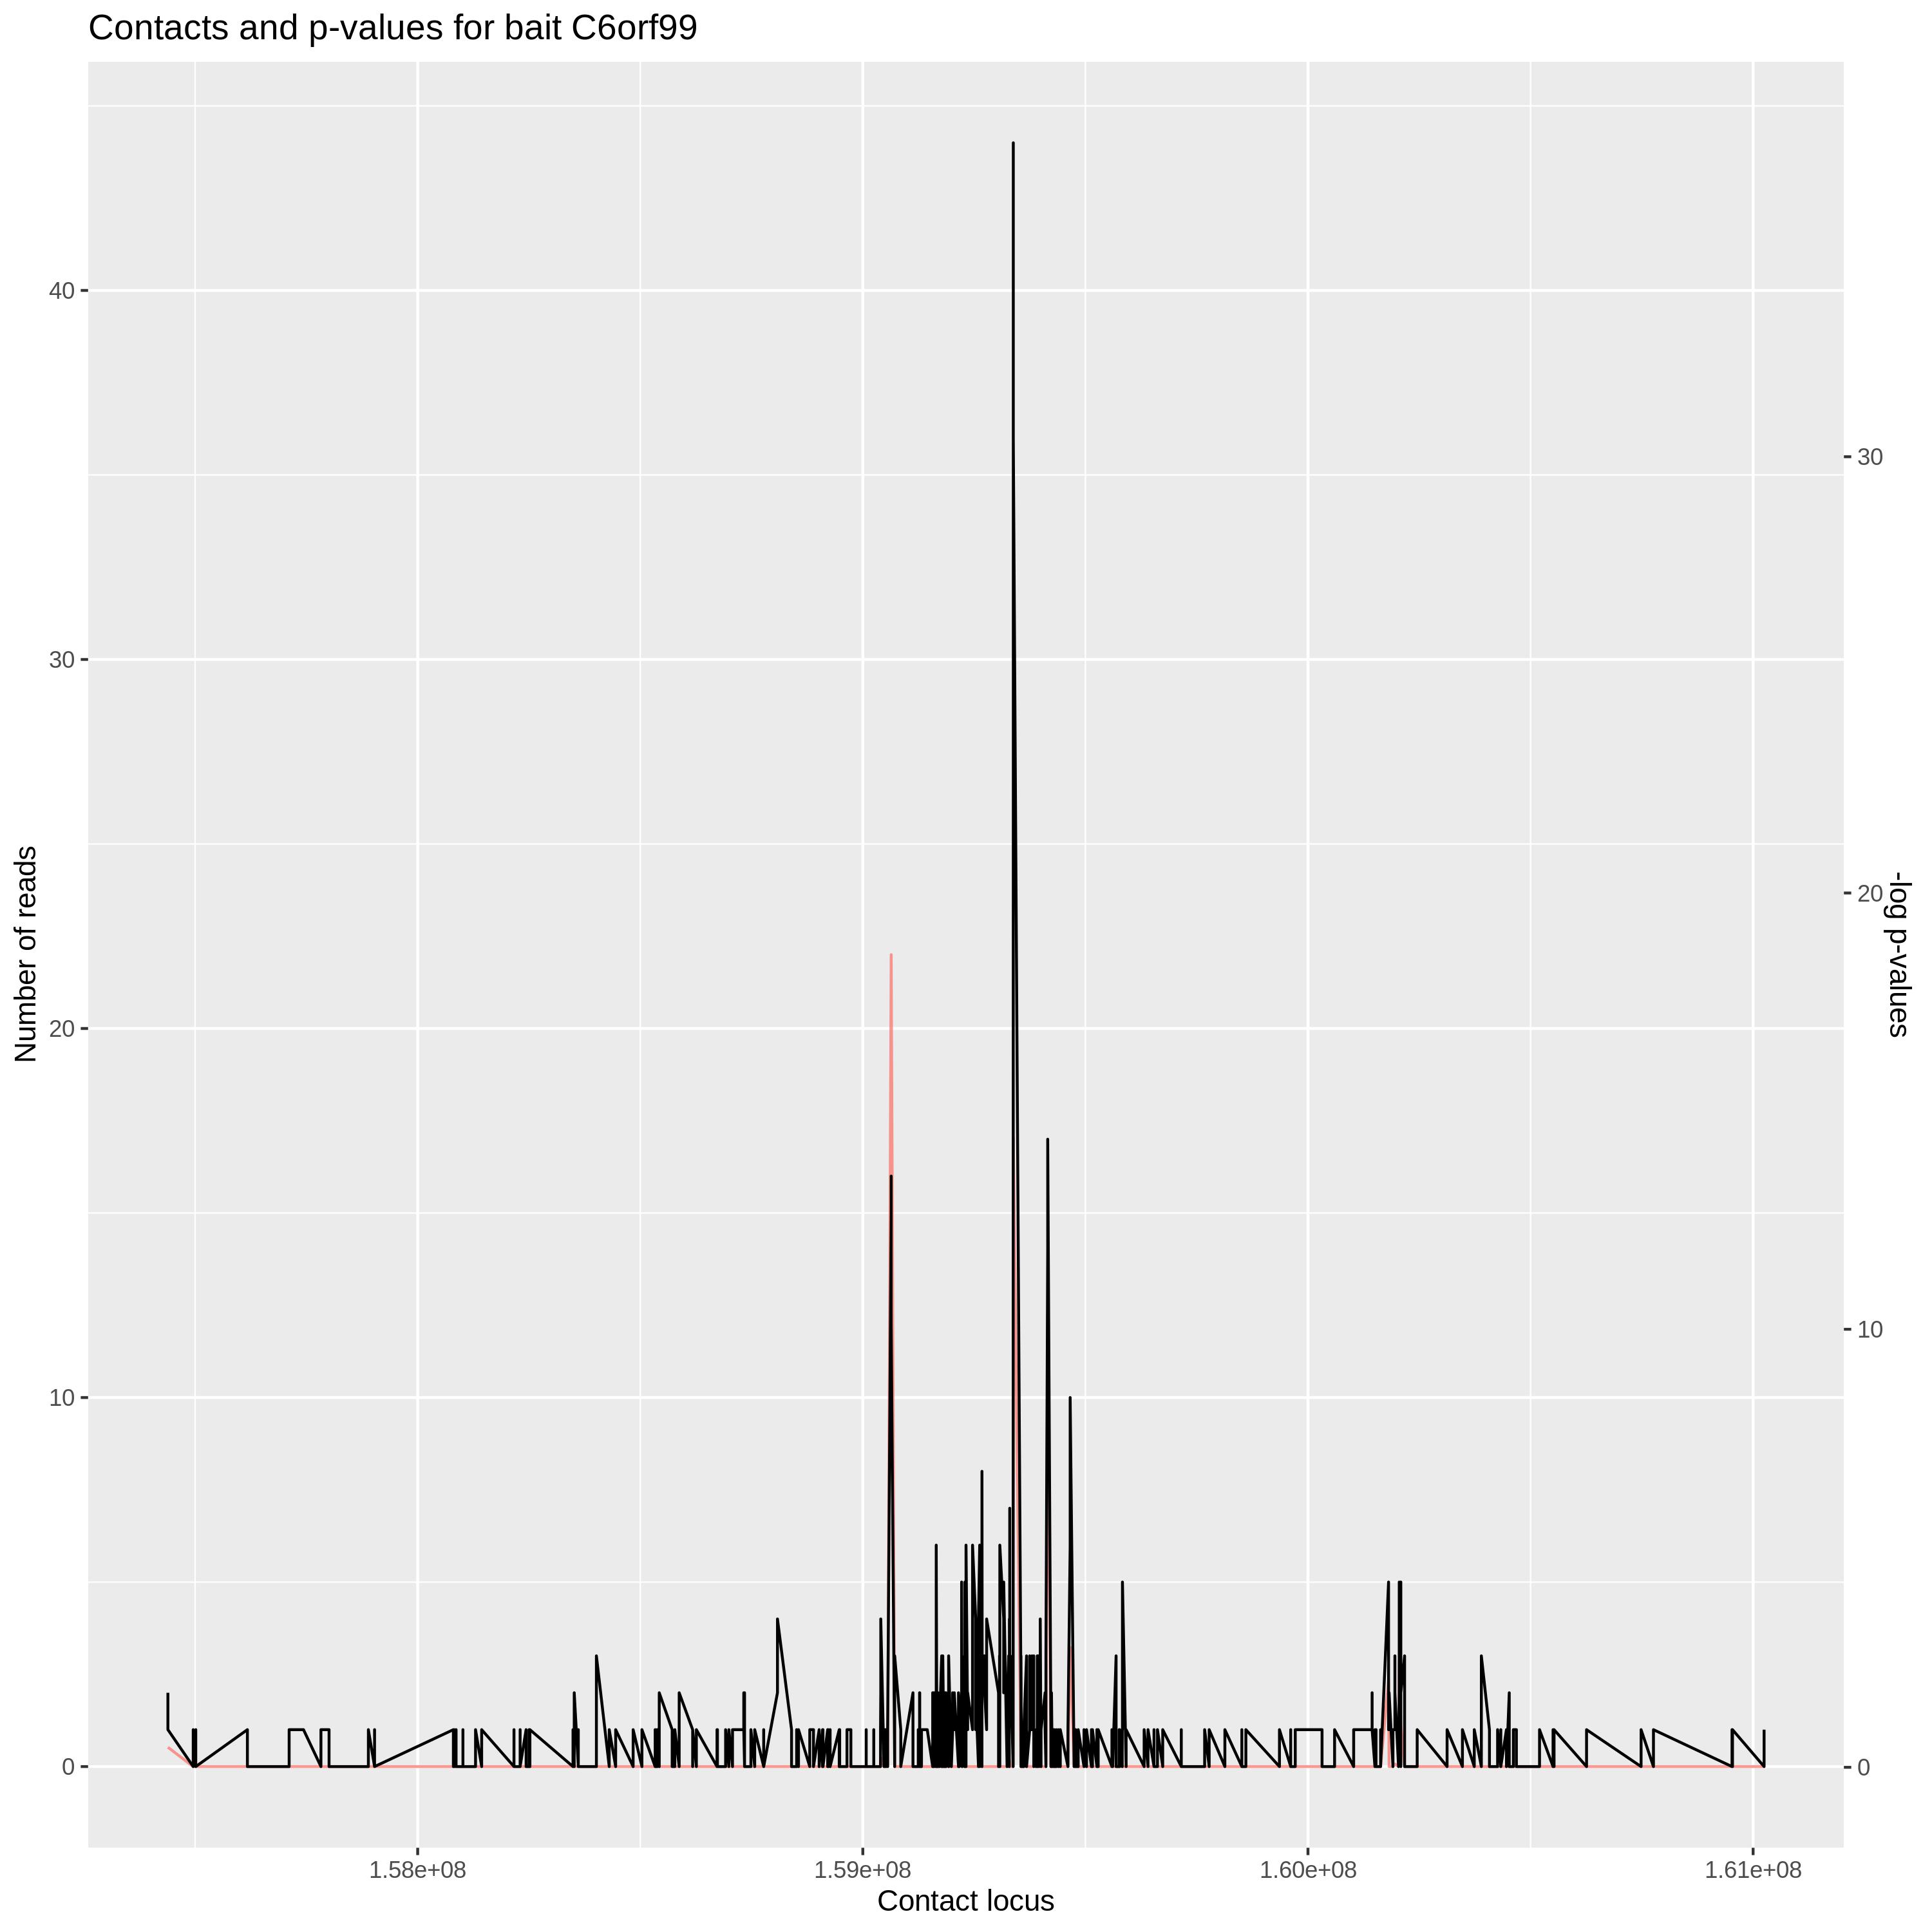 Contacts and p-values for bait C6orf99
40
30
20
10
0
Number of reads
30
20
10
0
-log p-values
1.58e+08
1.59e+08
1.60e+08
1.61e+08
Contact locus